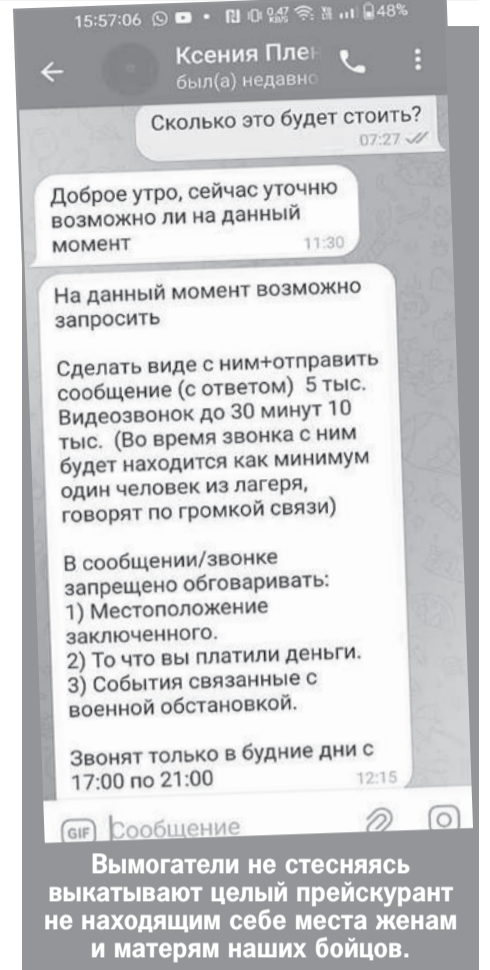 15:57:06 0.47 KB/S 48%
Ксения Плен
был(а) недавно
Сколько это будет стоить?
07:27
Доброе утро, сейчас уточню
возможно ли на данный
момент 11:30
На данный момент возможно
запросить
Сделать виде с ним+отправить
сообщение (с ответом) 5 тыс.
Видеозвонок до 30 минут 10
тыс. (Во время звонка с ним
будет находится как минимум
один человек из лагеря,
говорят по громкой связи)
В сообщении/звонке
запрещено обговаривать:
1) Местоположение
заключенного.
2) То что вы платили деньги.
3) События связанные с
военной обстановкой.
Звонят только в будние дни с
17:00 по 21:00 12:15
GIF Сообщение
Вымогатели не стесняясь
выкатывают целый прейскурант
не находящим себе места женам
и матерям наших бойцов.